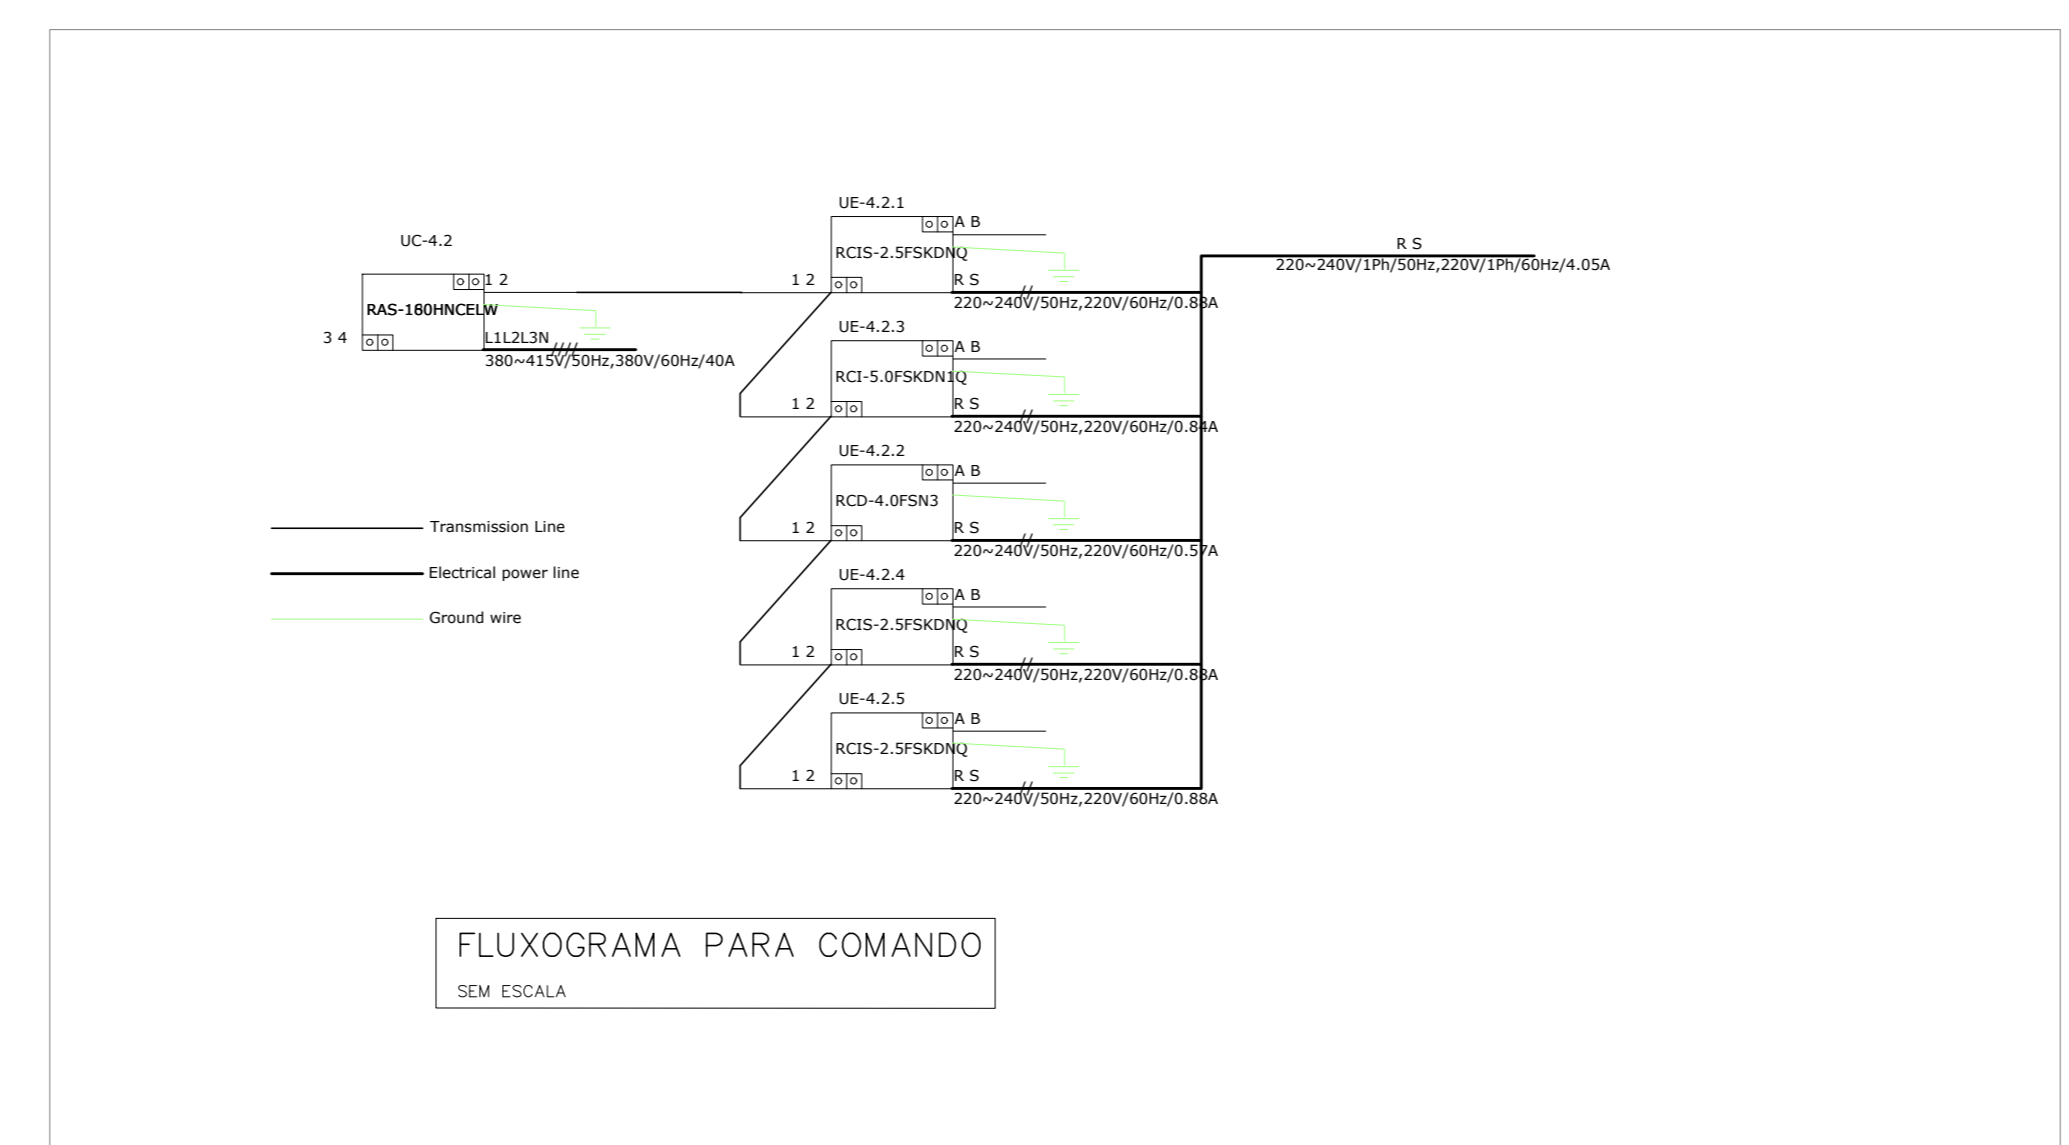 UC-4.2
1 2
3 4
L1L2L3N
380~415V/50Hz,380V/60Hz/40A
UE-4.2.1
A B
RCIS-2.5FSKDNQ
1 2
R S
220~240V/50Hz,220V/60Hz/0.88A
UE-4.2.3
A B
RCI-5.0FSKDN1Q
1 2
R S
220~240V/50Hz,220V/60Hz/0.84A
UE-4.2.2
A B
RCD-4.0FSN3
1 2
R S
220~240V/50Hz,220V/60Hz/0.57A
UE-4.2.4
A B
RCIS-2.5FSKDNQ
1 2
R S
220~240V/50Hz,220V/60Hz/0.88A
UE-4.2.5
A B
RCIS-2.5FSKDNQ
1 2
R S
220~240V/50Hz,220V/60Hz/0.88A
R S
220~240V/1Ph/50Hz,220V/1Ph/60Hz/4.05A
Transmission Line
Electrical power line
Ground wire
FLUXOGRAMA PARA COMANDO
SEM ESCALA